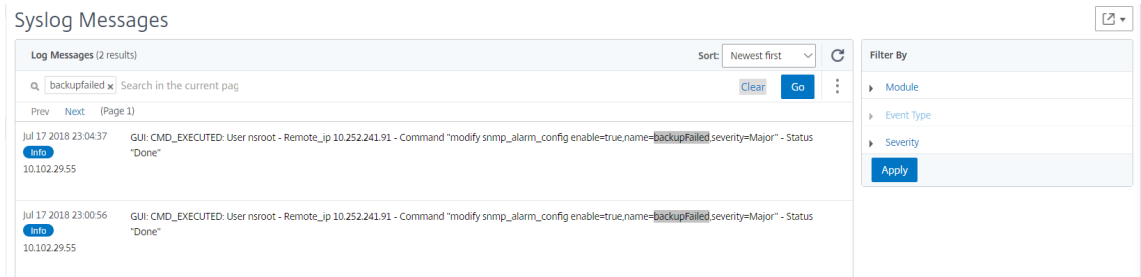 Syslog Messages
Log Messages (2 results)
Sort: Newest first
backupfailed x Search in the current pag
Clear
Go
Prev Next (Page 1)
Jul 17 2018 23:04:37
Info
10.102.29.55
GUI: CMD_EXECUTED: User nsroot - Remote_ip 10.252.241.91 - Command "modify snmp_alarm_config enable=true,name=backupFailed,severity=Major" - Status
"Done"
Jul 17 2018 23:00:56
Info
10.102.29.55
GUI: CMD_EXECUTED: User nsroot - Remote_ip 10.252.241.91 - Command "modify snmp_alarm_config enable=true,name=backupFailed,severity=Major" - Status
"Done"
Filter By
Module
Event Type
Severity
Apply